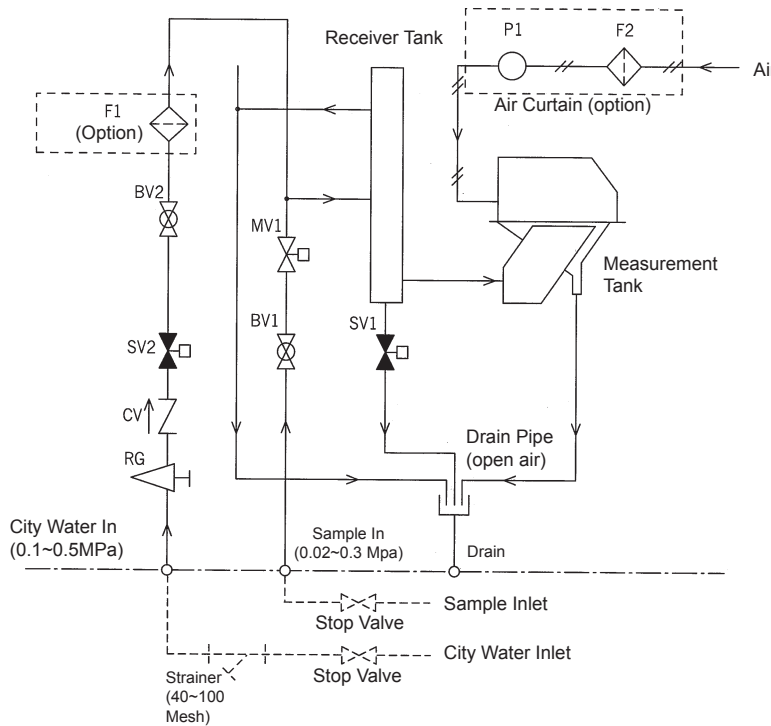 Receiver Tank
P1
F2
Ai
Air Curtain (option)
F1
(Option)
BV2
MV1
Measurement
Tank
SV2
BV1
SV1
CV
RG
Drain Pipe
(open air)
City Water In
(0.1~0.5MPa)
Sample In
(0.02~0.3 Mpa)
Drain
Sample Inlet
Stop Valve
City Water Inlet
Stop Valve
Strainer
(40~100
Mesh)